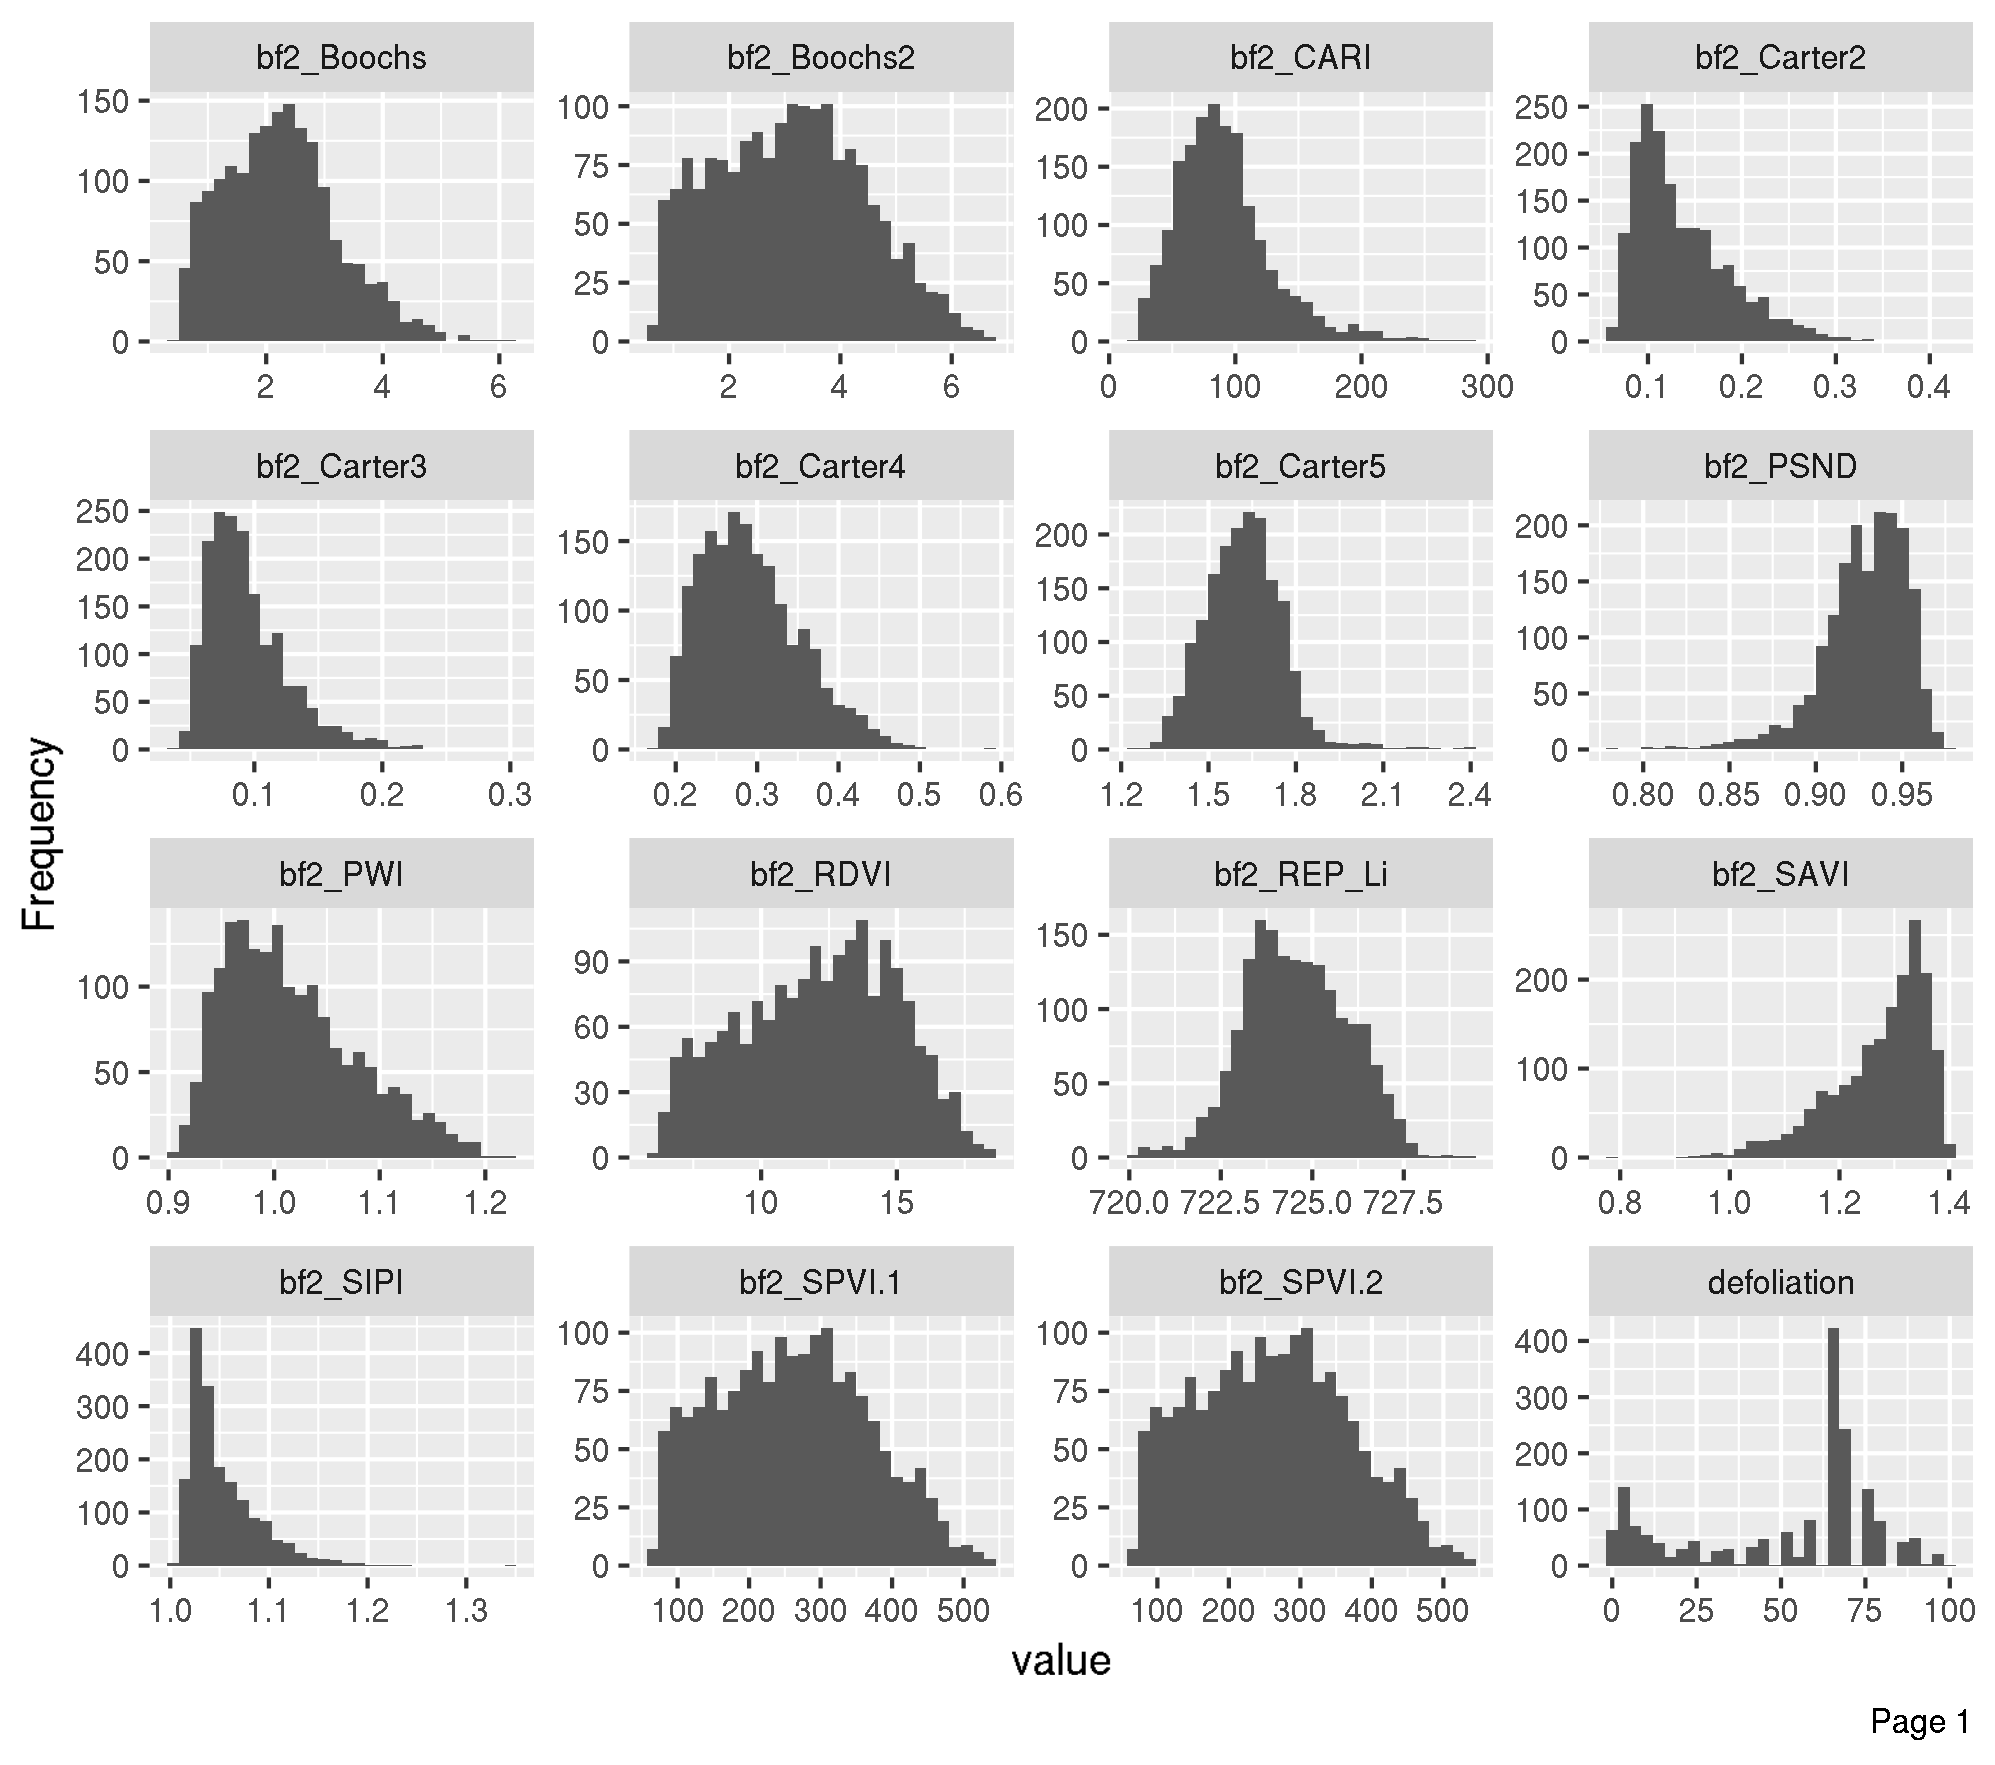 bf2_Boochs
bf2_Boochs2
bf2_CARI
bf2_Carter2
150
100
50
0
2 4 6
100
75
50
25
0
2 4 6
200
150
100
50
0
0 100 200 300
250
200
150
100
50
0
0.1 0.2 0.3 0.4
bf2_Carter3
bf2_Carter4
bf2_Carter5
bf2_PSND
250
200
150
100
50
0
0.1 0.2 0.3
150
100
50
0
0.2 0.3 0.4 0.5 0.6
200
150
100
50
0
1.2 1.5 1.8 2.1 2.4
200
150
100
50
0
0.80 0.85 0.90 0.95
Frequency
bf2_PWI
bf2_RDVI
bf2_REP_Li
bf2_SAVI
100
50
0
0.9 1.0 1.1 1.2
90
60
30
0
10 15
150
100
50
0
720.0 722.5 725.0 727.5
200
100
0
0.8 1.0 1.2 1.4
bf2_SIPI
bf2_SPVI.1
bf2_SPVI.2
defoliation
400
300
200
100
0
1.0 1.1 1.2 1.3
100
75
50
25
0
100 200 300 400 500
100
75
50
25
0
100 200 300 400 500
400
300
200
100
0
0 25 50 75 100
value
Page 1